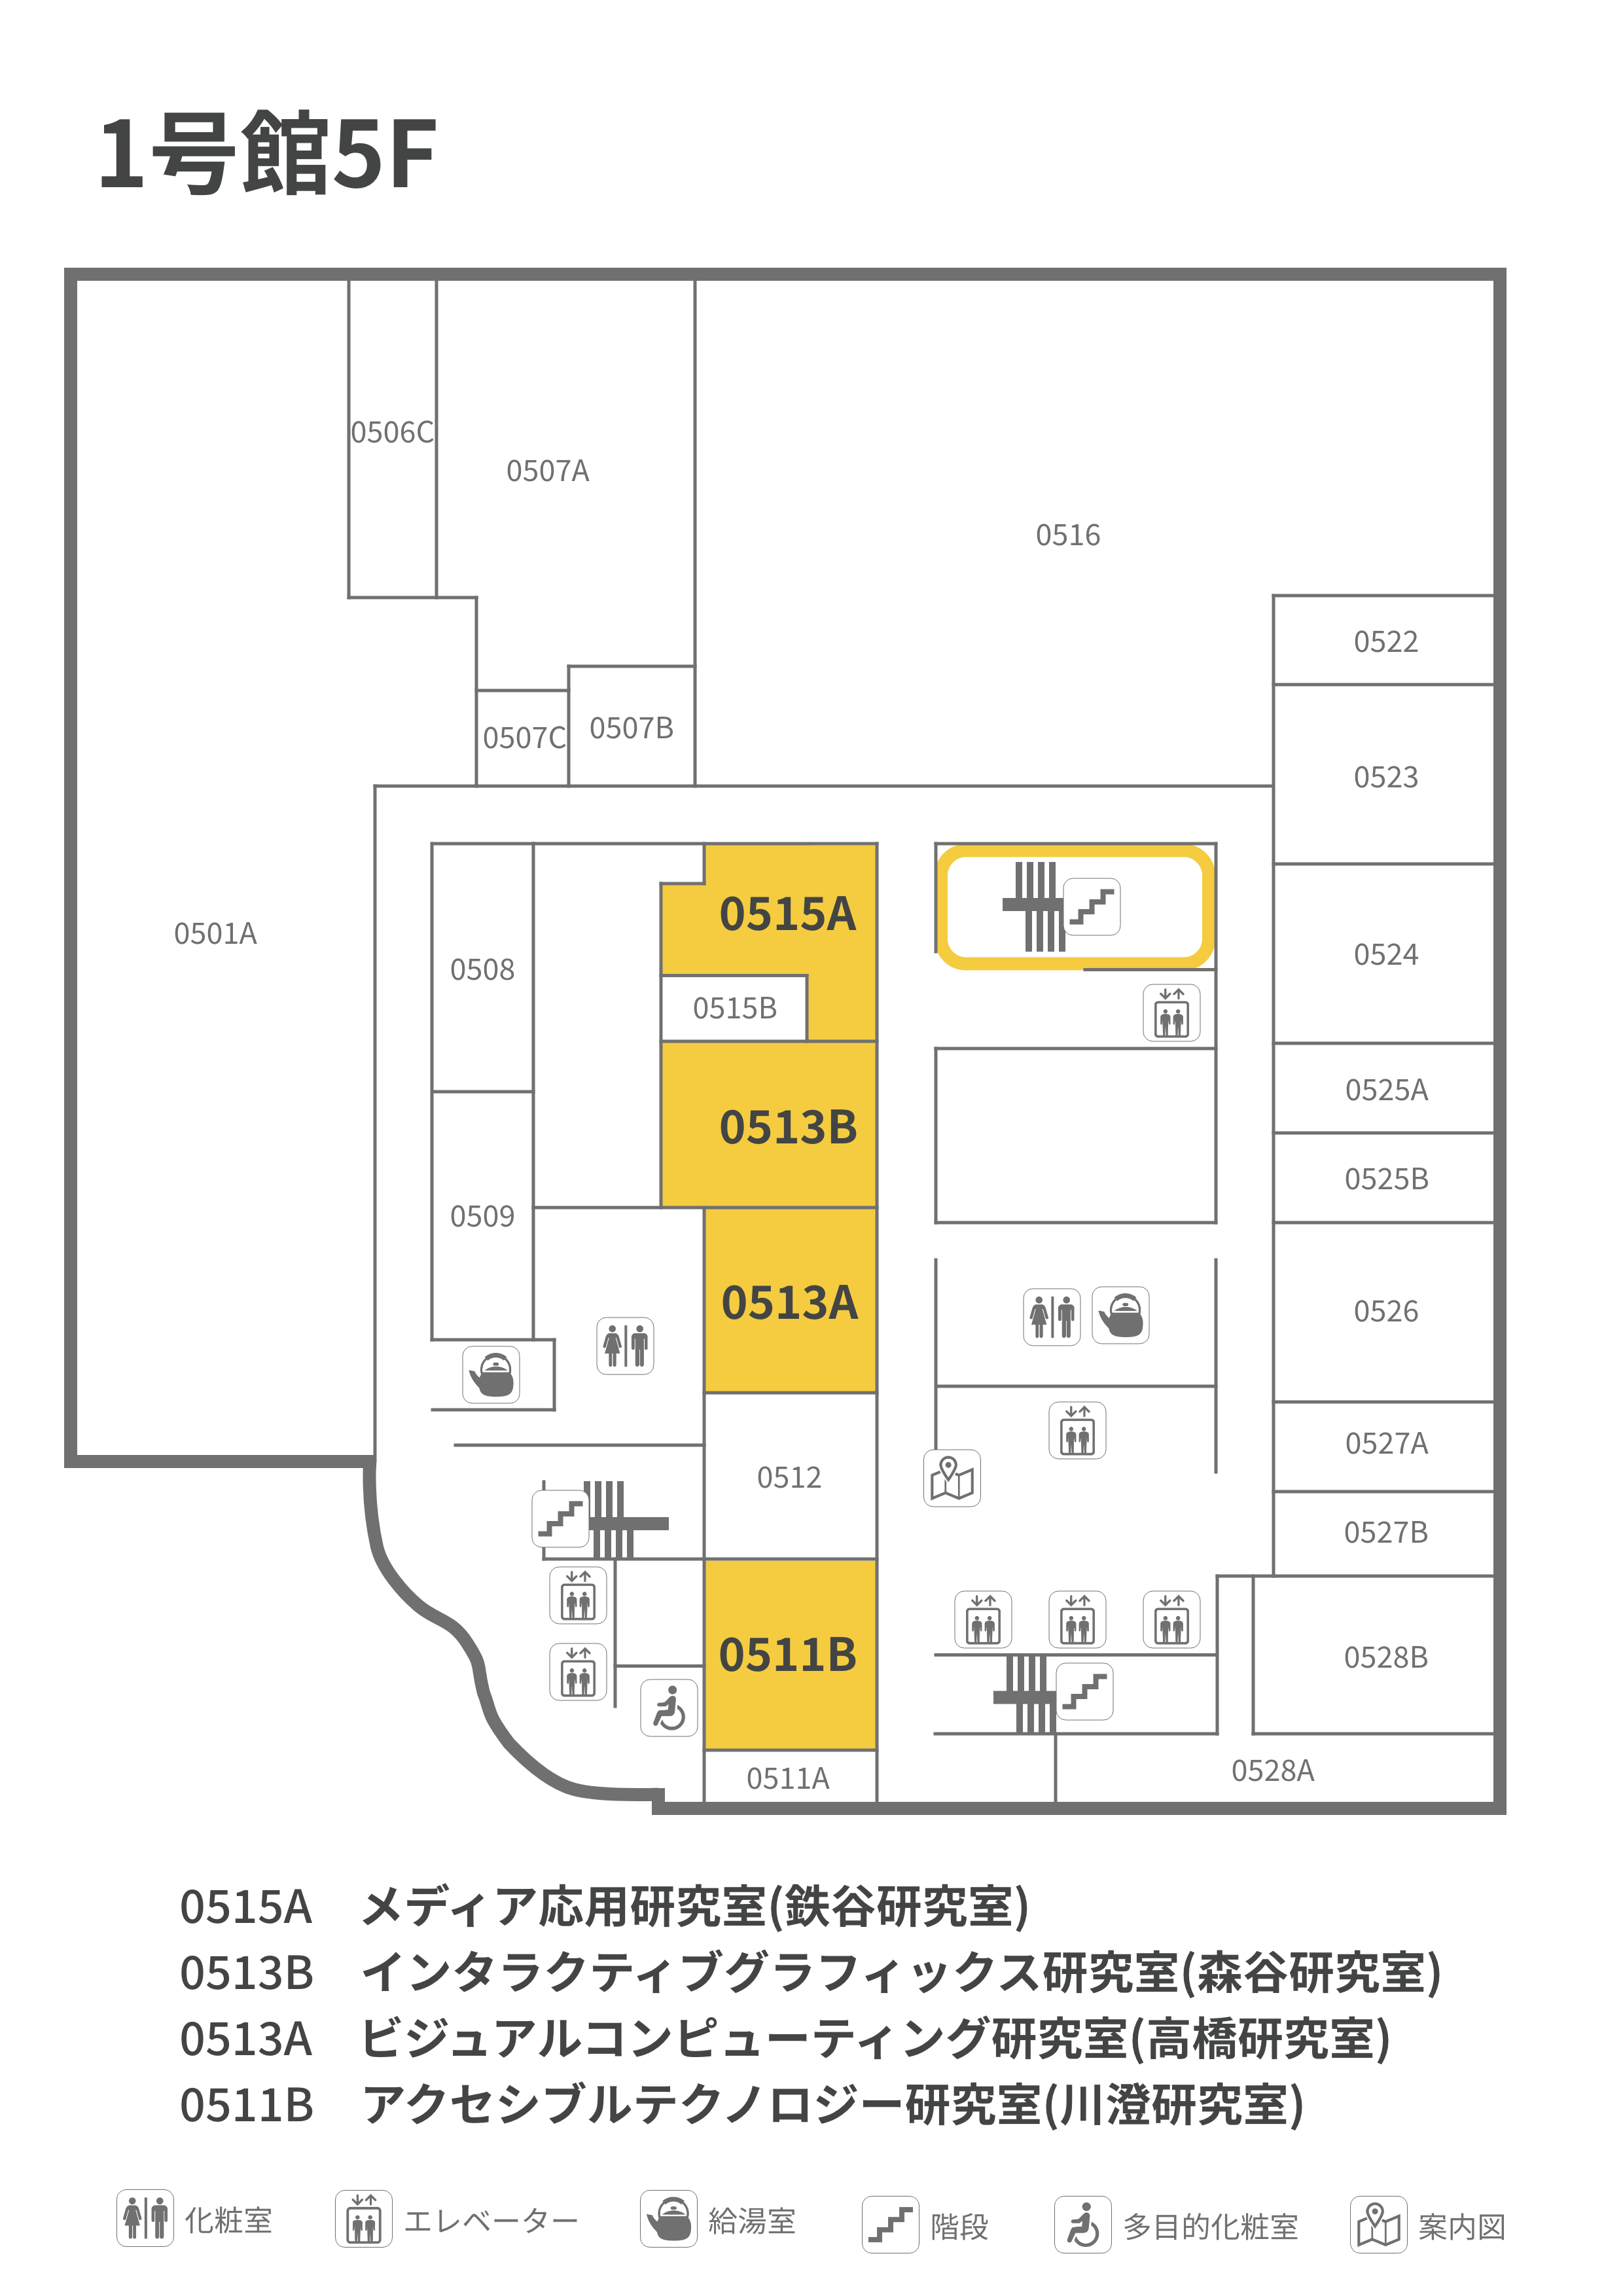 1号館5F
0506C
0507A
0516
0522
0507C
0507B
0523
0501A
0515A
0508
0524
0515B
0525A
0513B
0525B
0509
0513A
0526
0527A
0512
0527B
0511B
0528B
0511A
0528A
0515A メディア応用研究室(鉄谷研究室)
0513B インタラクティブグラフィックス研究室(森谷研究室)
0513A ビジュアルコンピューティング研究室(高橋研究室)
0511B アクセシブルテクノロジー研究室(川澄研究室)
化粧室 エレベーター 給湯室 階段 多目的化粧室 案内図